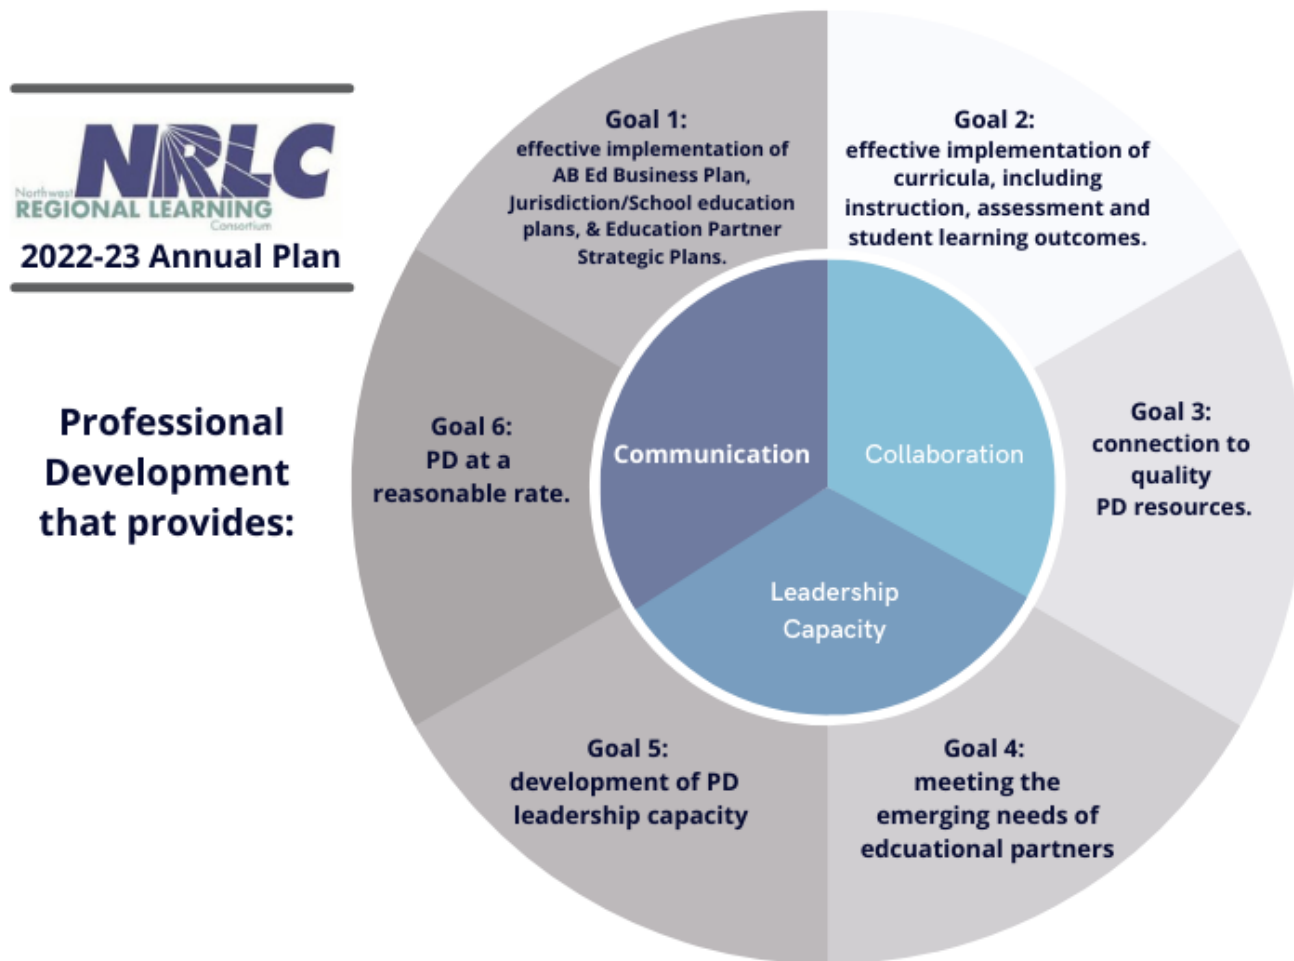 NRLC
Northwest
REGIONAL LEARNING
Consortium
2022-23 Annual Plan
Professional
Development
that provides:
Goal 1:
effective implementation of
AB Ed Business Plan,
Jurisdiction/School education
plans, & Education Partner
Strategic Plans.
Goal 2:
effective implementation of
curricula, including
instruction, assessment and
student learning outcomes.
Goal 3:
connection to
quality
PD resources.
Goal 4:
meeting the
emerging needs of
edcuational partners
Goal 5:
development of PD
leadership capacity
Goal 6:
PD at a
reasonable rate.
Communication
Collaboration
Leadership
Capacity